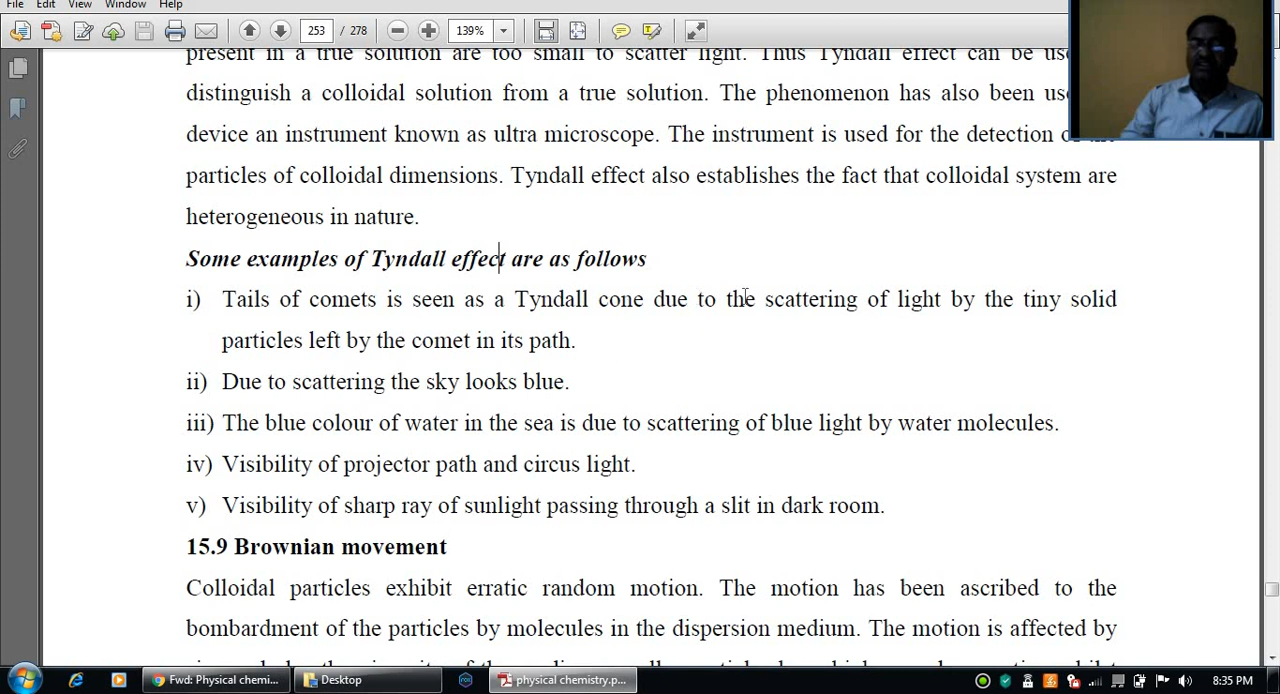 File Edit View Window Help
253 / 278 139%
present in a true solution are too small to scatter light. Thus Tyndall effect can be
distinguish a colloidal solution from a true solution. The phenomenon has also been
device an instrument known as ultra microscope. The instrument is used for the detection
particles of colloidal dimensions. Tyndall effect also establishes the fact that colloidal system are
heterogeneous in nature.
Some examples of Tyndall effect are as follows
i) Tails of comets is seen as a Tyndall cone due to the scattering of light by the tiny solid
particles left by the comet in its path.
ii) Due to scattering the sky looks blue.
iii) The blue colour of water in the sea is due to scattering of blue light by water molecules.
iv) Visibility of projector path and circus light.
v) Visibility of sharp ray of sunlight passing through a slit in dark room.
15.9 Brownian movement
Colloidal particles exhibit erratic random motion. The motion has been ascribed to the
bombardment of the particles by molecules in the dispersion medium. The motion is affected by
Fwd: Physical chemi... Desktop physical chemistry.p... 8:35 PM